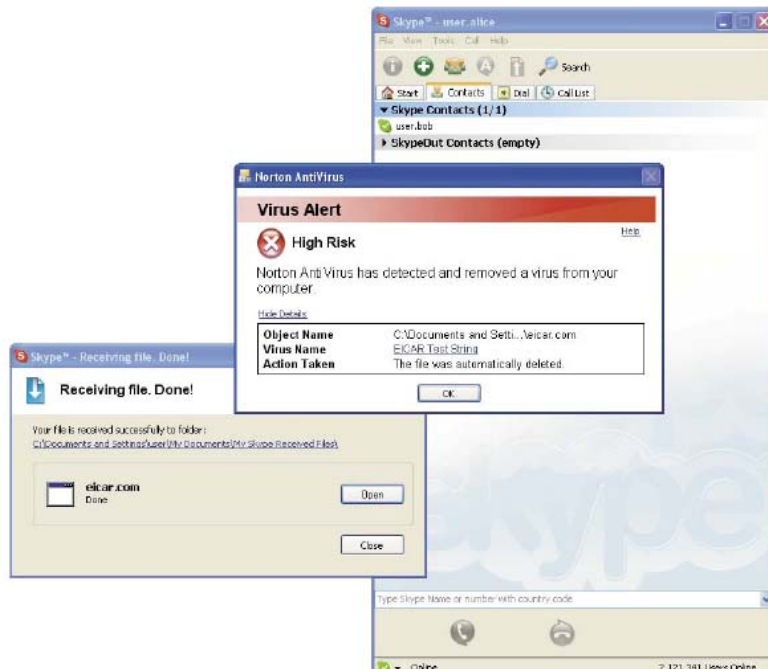 Skype™ - user.alice
File View Tools Call Help
Search
Start Contacts Dial Call List
Skype Contacts (1/1)
user.bob
SkypeOut Contacts (empty)
Norton AntiVirus
Virus Alert
Help
High Risk
Norton AntiVirus has detected and removed a virus from your
computer.
Hide Details
Object Name C:\Documents and Setti...\eicar.com
Virus Name EICAR Test String
Action Taken The file was automatically deleted.
OK
Skype™ - Receiving file. Done!
Receiving file. Done!
Your file is received successfully to folder:
C:\Documents and Settings\user\My Documents\My Skype Received Files\
eicar.com
Done
Open
Close
skype
Type Skype Name or number with country code
Online 2 121 341 Users Online